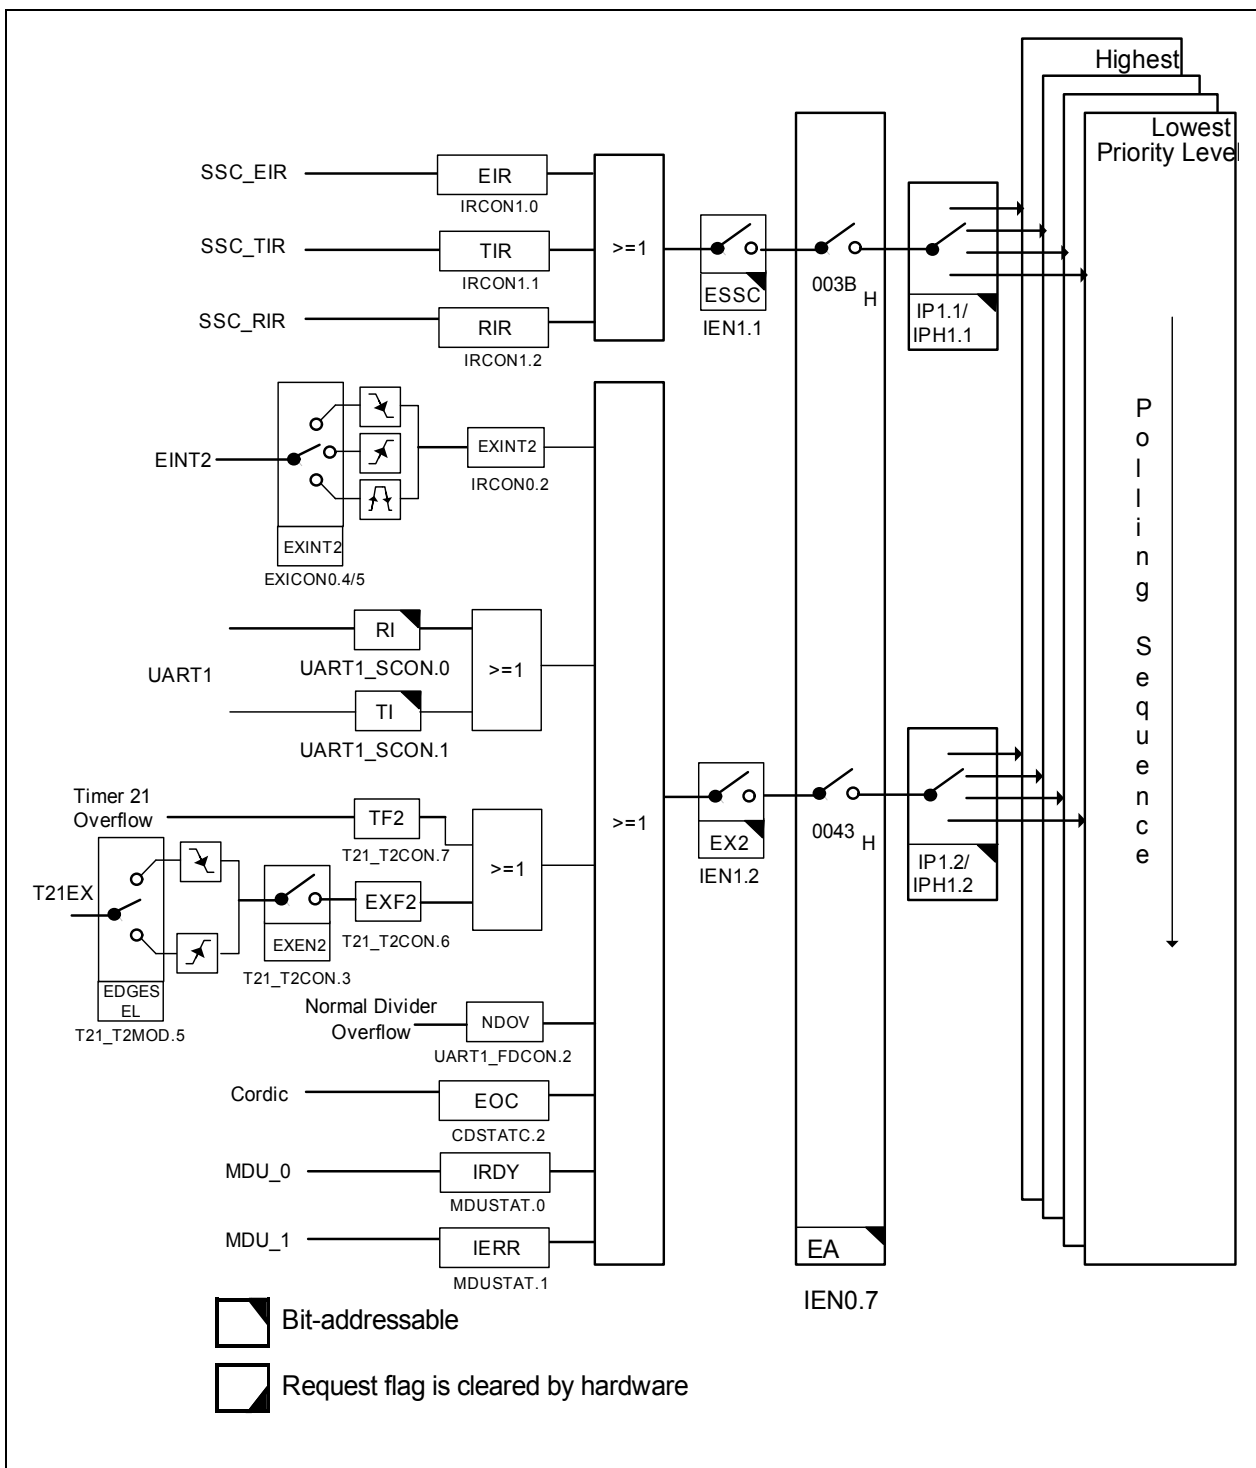 Highest
Lowest
Priority Level
SSC_EIR
EIR
IRCON1.0
SSC_TIR
TIR
IRCON1.1
SSC_RIR
RIR
IRCON1.2
>=1
ESSC
IEN1.1
003B H
IP1.1/
IPH1.1
EINT2
EXINT2
EXICON0.4/5
EXINT2
IRCON0.2
UART1
RI
UART1_SCON.0
TI
UART1_SCON.1
>=1
Timer 21
Overflow
TF2
T21_T2CON.7
T21EX
EDGES
EL
T21_T2MOD.5
EXEN2
T21_T2CON.3
EXF2
T21_T2CON.6
>=1
Normal Divider
Overflow
NDOV
UART1_FDCON.2
Cordic
EOC
CDSTATC.2
MDU_0
IRDY
MDUSTAT.0
MDU_1
IERR
MDUSTAT.1
>=1
EX2
IEN1.2
0043 H
IP1.2/
IPH1.2
EA
IEN0.7
Polling Sequence
Bit-addressable
Request flag is cleared by hardware